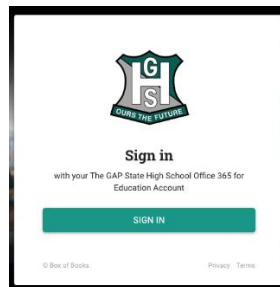 G
HS
OURS THE FUTURE
Sign in
with your The GAP State High School Office 365 for
Education Account
SIGN IN
© Box of Books
Privacy Terms